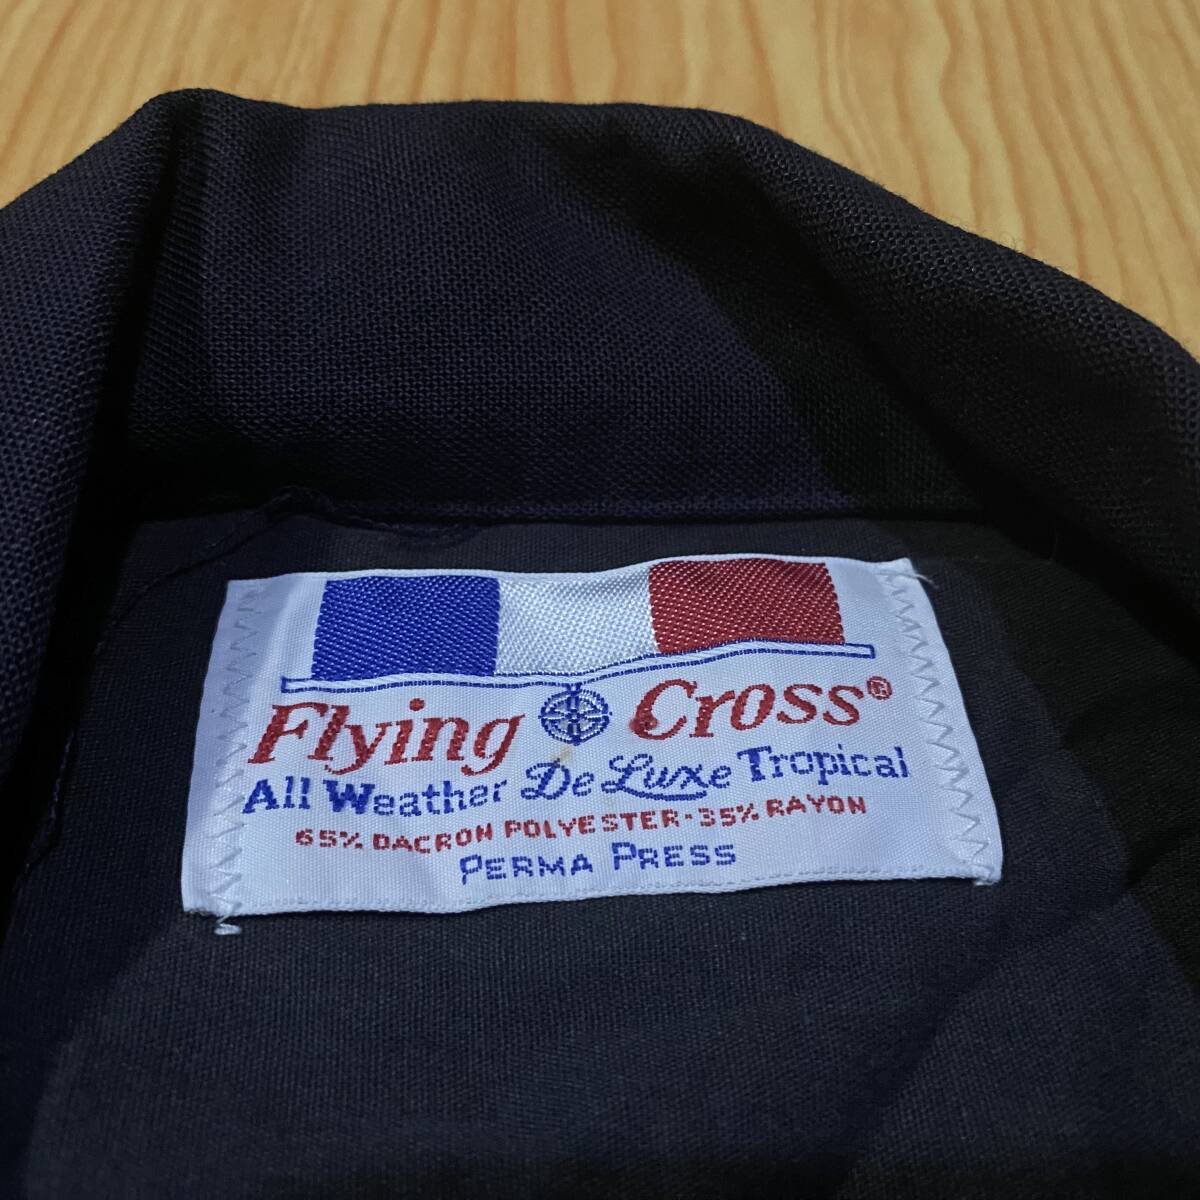 Flying Cross®
All Weather De Luxe Tropical
65% DACRON POLYESTER-35% RAYON
PERMA PRESS